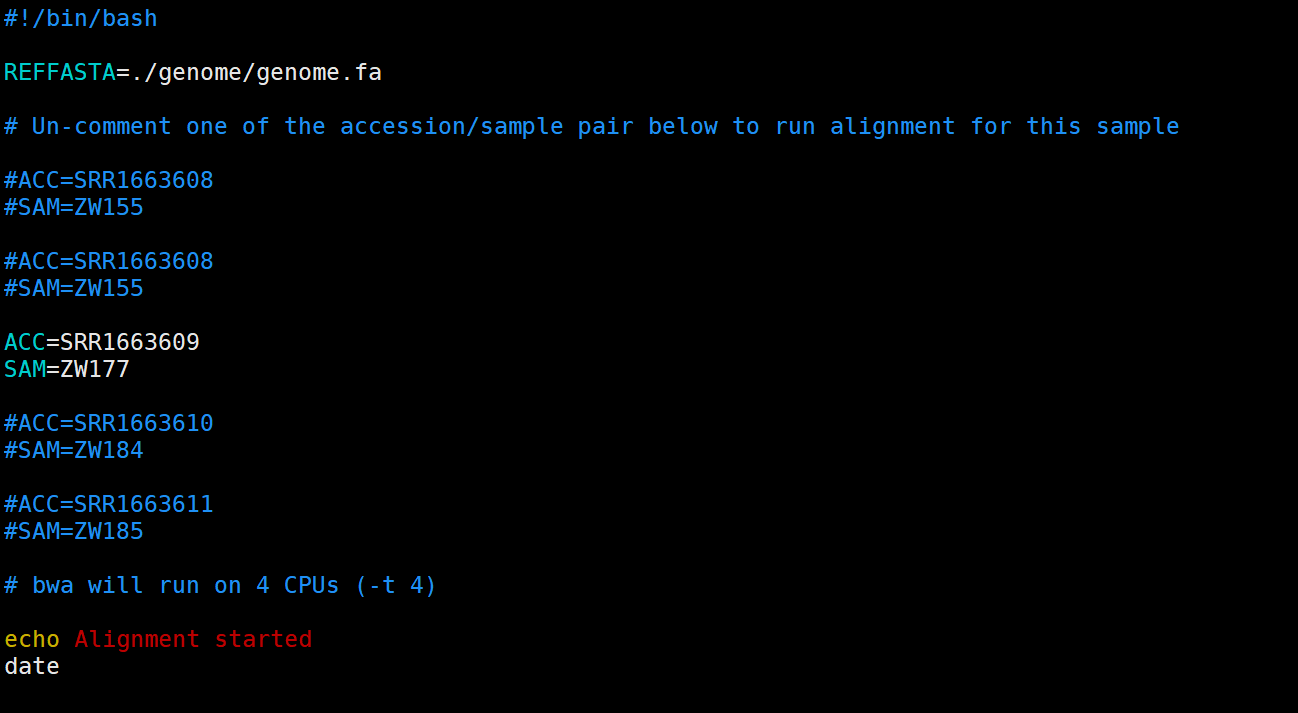 #!/bin/bash
REFFASTA=./genome/genome.fa
# Un-comment one of the accession/sample pair below to run alignment for this sample
#ACC=SRR1663608
#SAM=ZW155
#ACC=SRR1663608
#SAM=ZW155
ACC=SRR1663609
SAM=ZW177
#ACC=SRR1663610
#SAM=ZW184
#ACC=SRR1663611
#SAM=ZW185
# bwa will run on 4 CPUs (-t 4)
echo Alignment started
date